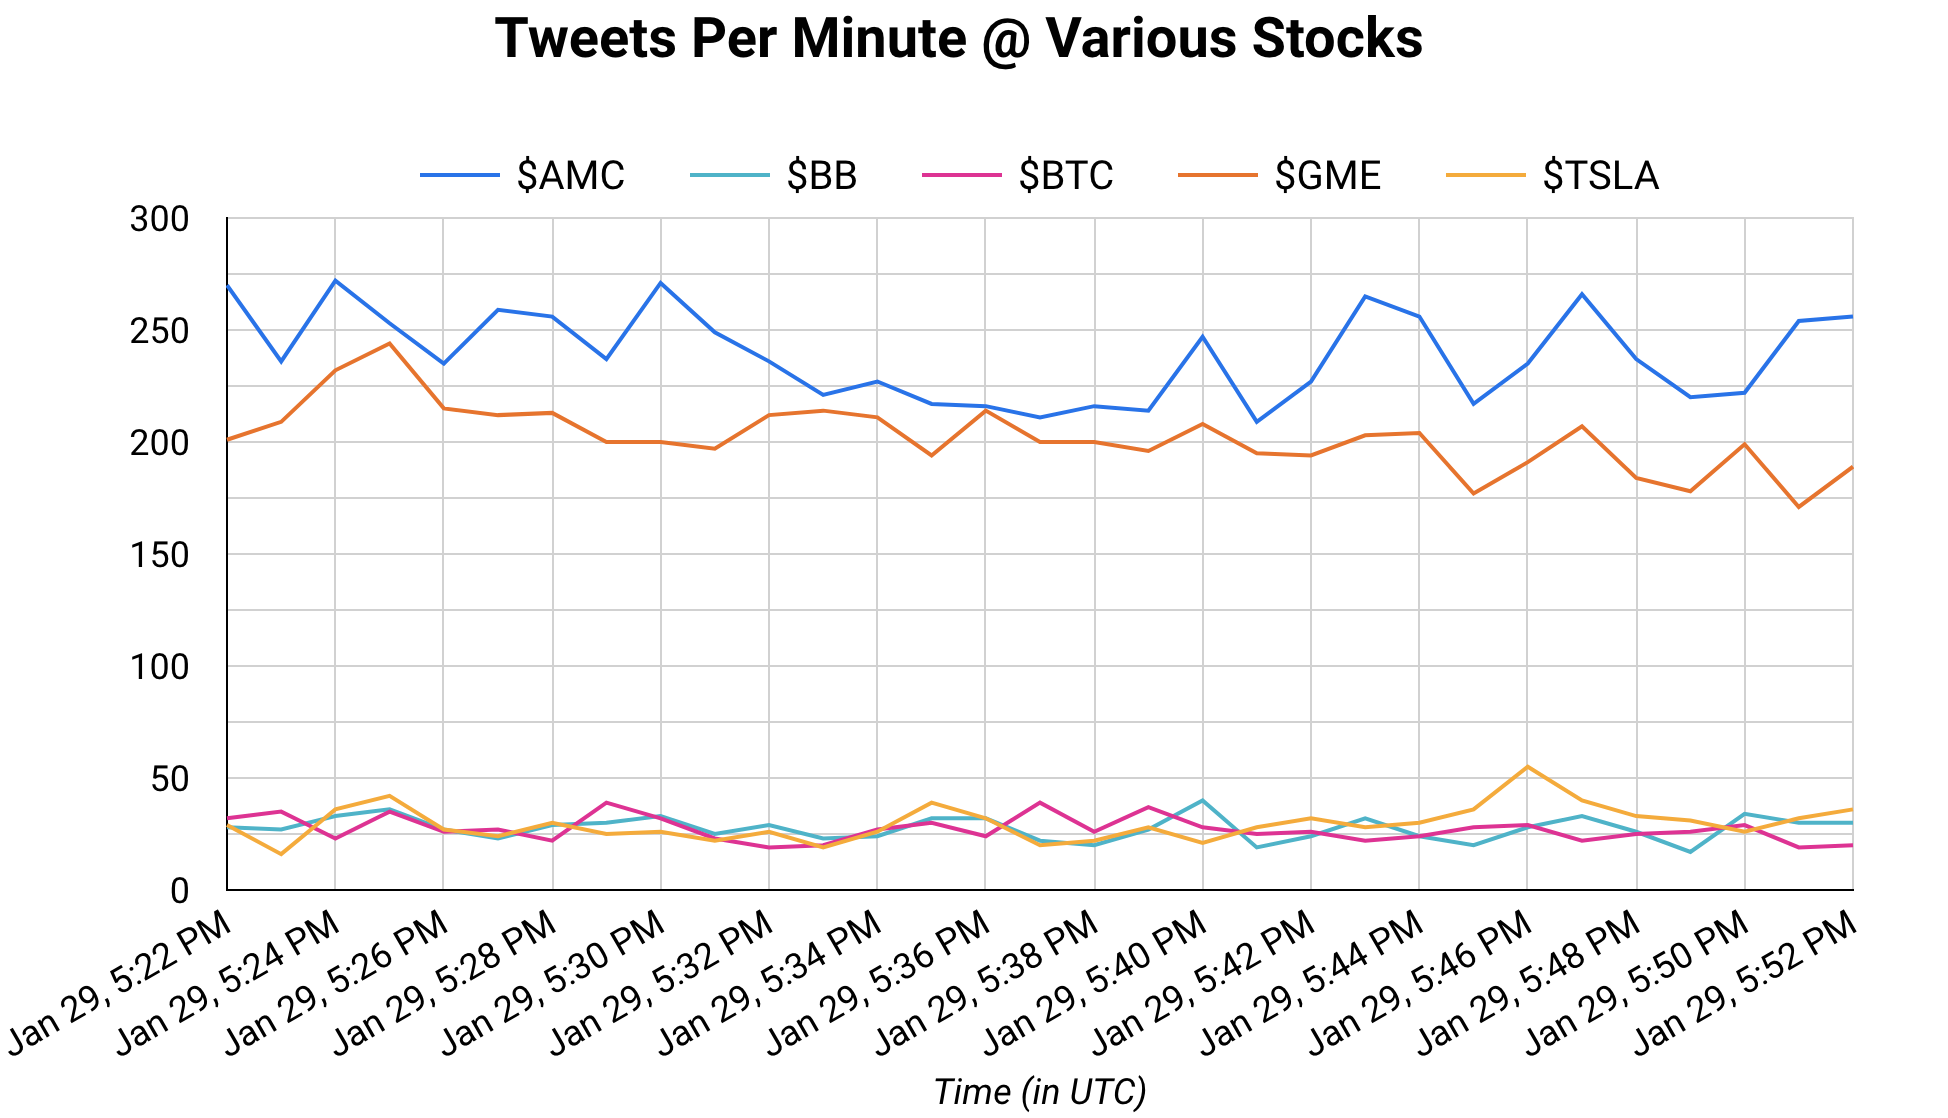 Tweets Per Minute @ Various Stocks
$AMC $BB $BTC $GME $TSLA
300
250
200
150
100
50
0
Jan 29, 5:22 PM
Jan 29, 5:24 PM
Jan 29, 5:26 PM
Jan 29, 5:28 PM
Jan 29, 5:30 PM
Jan 29, 5:32 PM
Jan 29, 5:34 PM
Jan 29, 5:36 PM
Jan 29, 5:38 PM
Jan 29, 5:40 PM
Jan 29, 5:42 PM
Jan 29, 5:44 PM
Jan 29, 5:46 PM
Jan 29, 5:48 PM
Jan 29, 5:50 PM
Jan 29, 5:52 PM
Time (in UTC)